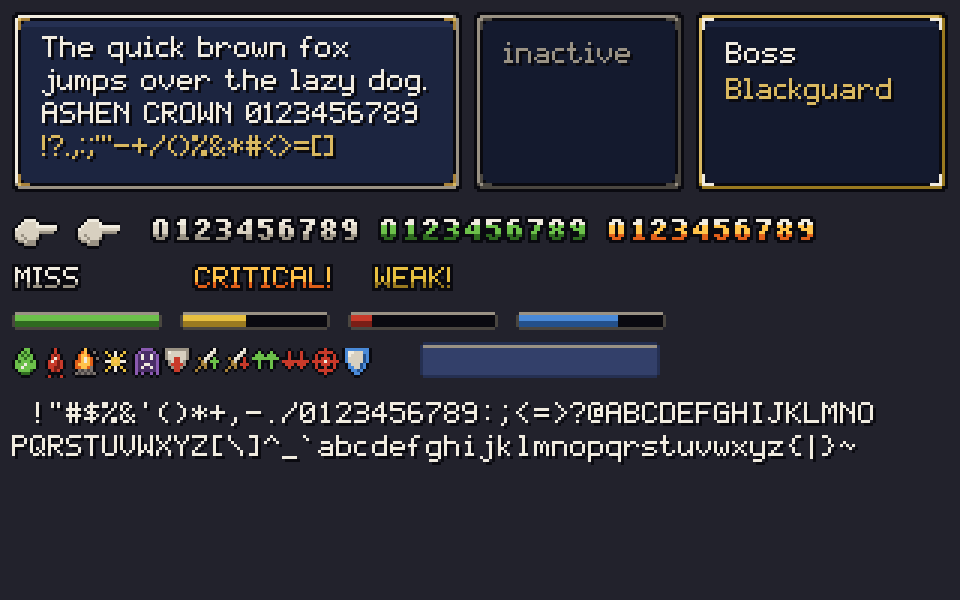 The quick brown fox
jumps over the lazy dog.
ASHEN CROWN 0123456789
!?.,:;'"-+/()%&*#<>=[]
inactive
Boss
Blackguard
0123456789 0123456789 0123456789
MISS CRITICAL! WEAK!
!"#$%&'()*+,-./0123456789:;<=>?@ABCDEFGHIJKLMNO
PQRSTUVWXYZ[\]^_`abcdefghijklmnopqrstuvwxyz{|}~